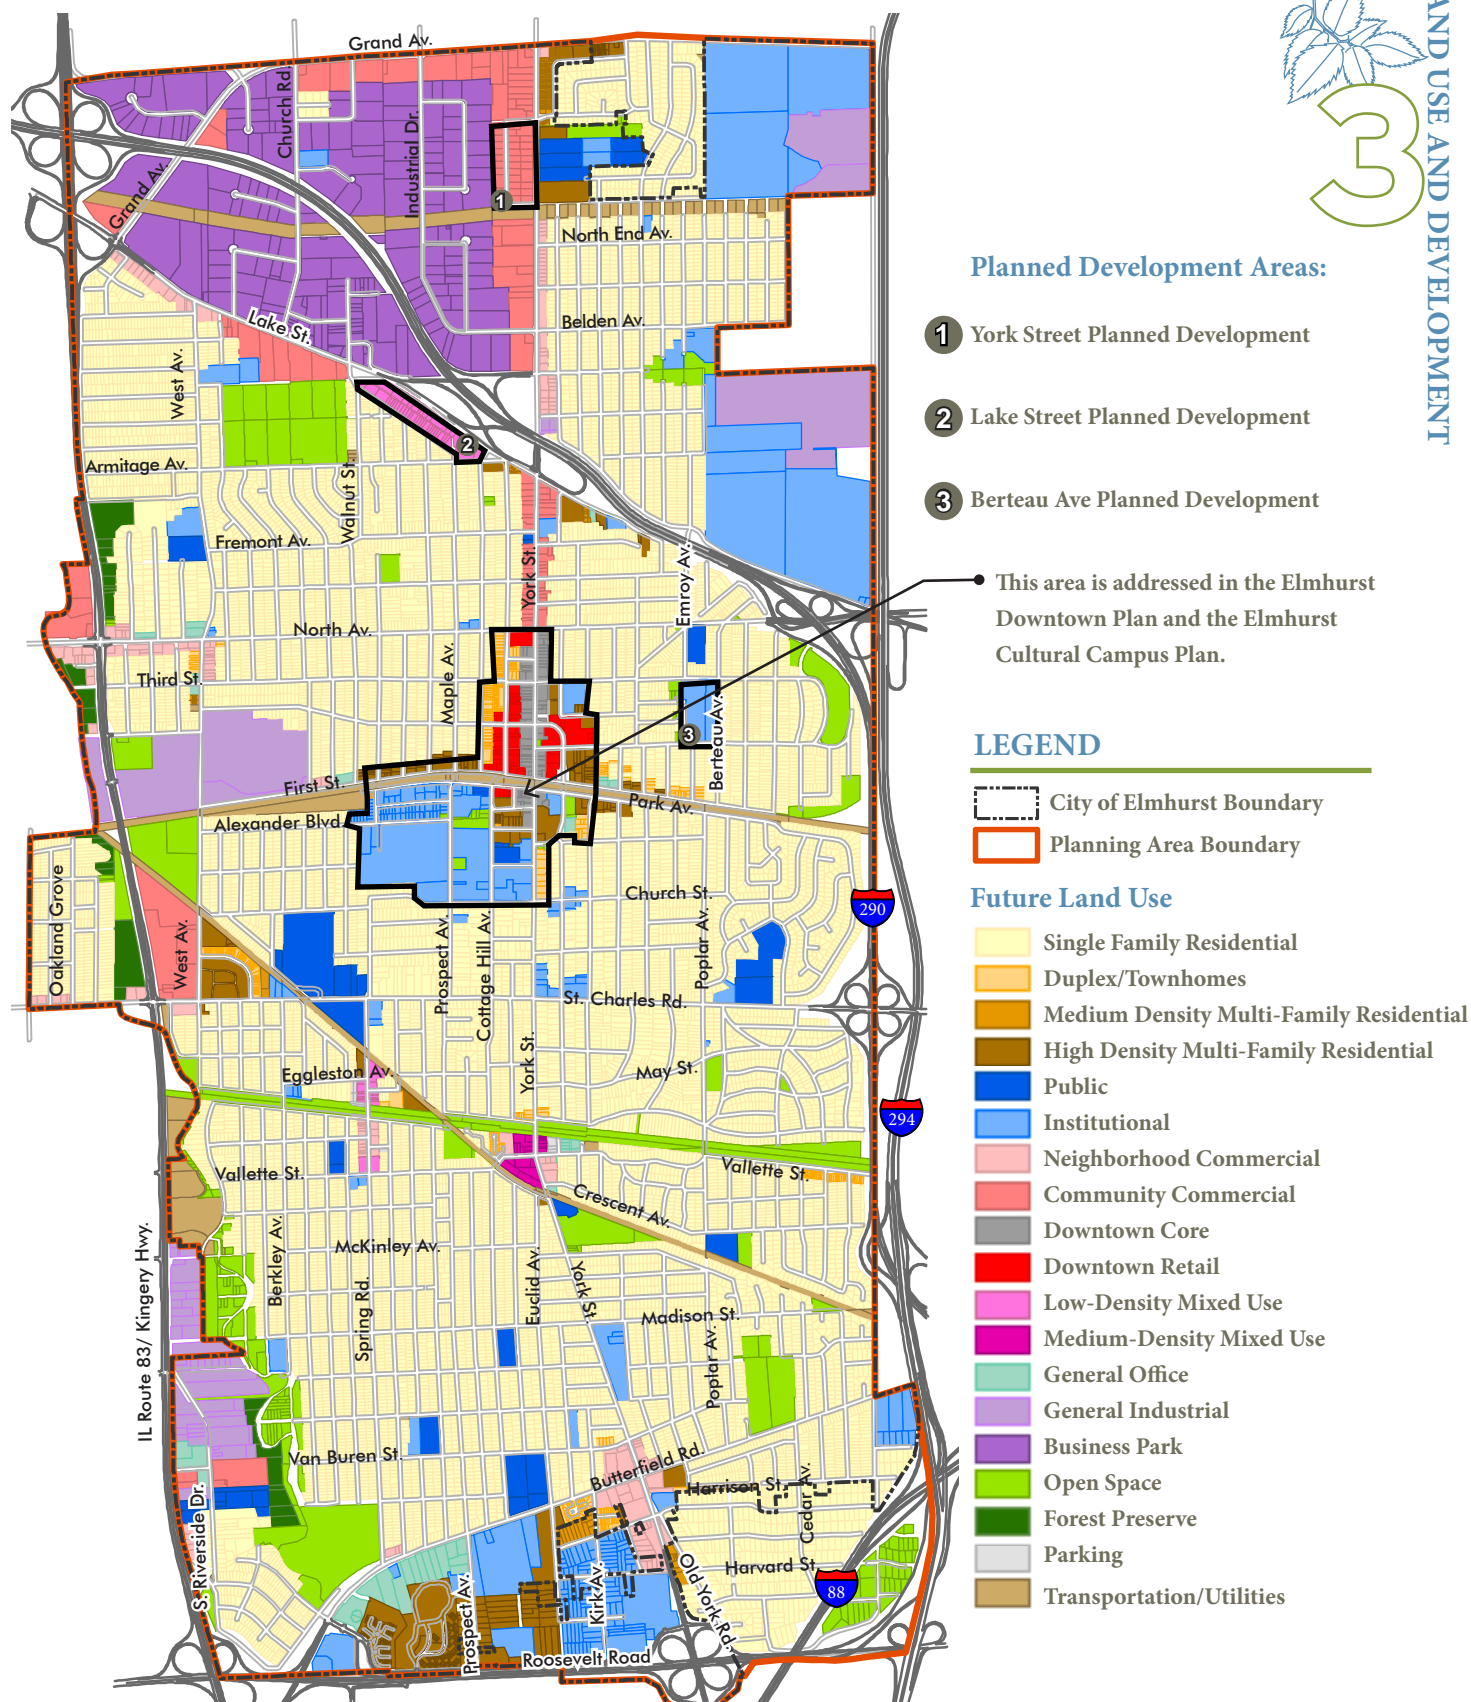 LAND USE AND DEVELOPMENT
3
Grand Av.
Church Rd.
Industrial Dr.
Grand Av.
1
North End Av.
Lake St.
Belden Av.
West Av.
2
Armitage Av.
Walnut St.
Fremont Av.
York St.
Emroy Av.
North Av.
Third St.
Maple Av.
3
Berteau Av.
First St.
Park Av.
Alexander Blvd.
Oakland Grove
Church St.
290
West Av.
Prospect Av.
Cottage Hill Av.
Poplar Av.
St. Charles Rd.
York St.
Eggleston Av.
May St.
294
Vallette St.
Vallette St.
Crescent Av.
IL Route 83/ Kingery Hwy.
Berkley Av.
McKinley Av.
Spring Rd.
Euclid Av.
York St.
Madison St.
Poplar Av.
Van Buren St.
Butterfield Rd.
Harrison St.
Cedar Av.
S. Riverside Dr.
Harvard St.
88
Prospect Av.
Kirk Av.
Old York Rd.
Roosevelt Road
Planned Development Areas:
1 York Street Planned Development
2 Lake Street Planned Development
3 Berteau Ave Planned Development
This area is addressed in the Elmhurst
Downtown Plan and the Elmhurst
Cultural Campus Plan.
LEGEND
City of Elmhurst Boundary
Planning Area Boundary
Future Land Use
Single Family Residential
Duplex/Townhomes
Medium Density Multi-Family Residential
High Density Multi-Family Residential
Public
Institutional
Neighborhood Commercial
Community Commercial
Downtown Core
Downtown Retail
Low-Density Mixed Use
Medium-Density Mixed Use
General Office
General Industrial
Business Park
Open Space
Forest Preserve
Parking
Transportation/Utilities